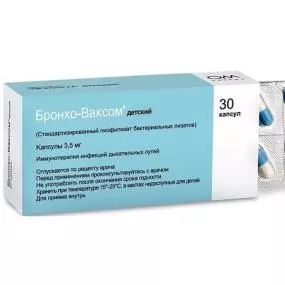 OM
Бронхо-Ваксом® детский
30
капсул
(Стандартизированный лиофилизат бактериальных лизатов)
Капсулы 3,5 мг
Иммунотерапия инфекций дыхательных путей
Отпускается по рецепту врача
Перед применением проконсультируйтесь с врачом
Не употреблять после окончания срока годности
Хранить при температуре 15°-25°С, в местах недоступных для детей.
Для приема внутрь